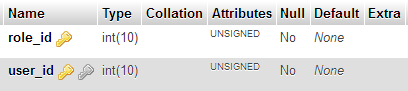 Name Type Collation Attributes Null Default Extra
role_id int(10) UNSIGNED No None
user_id int(10) UNSIGNED No None